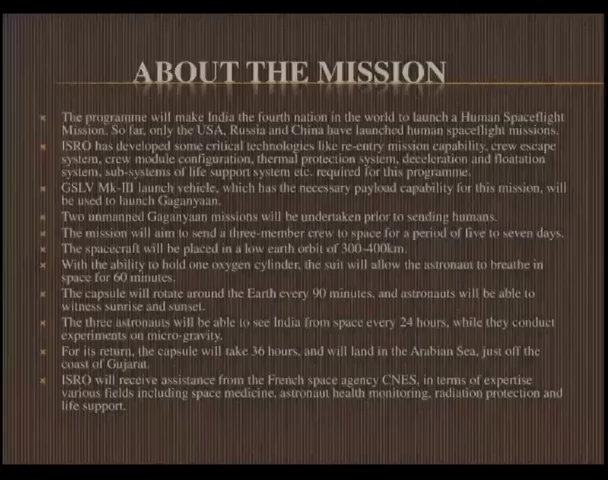 ABOUT THE MISSION
The programme will make India the fourth nation in the world to launch a Human Spaceflight
Mission. So far, only the USA, Russia and China have launched human spaceflight missions.
ISRO has developed some critical technologies like re-entry mission capability, crew escape
system, crew module configuration, thermal protection system, deceleration and floatation
system, sub-systems of life support system etc. required for this programme.
GSLV Mk-III launch vehicle, which has the necessary payload capability for this mission, will
be used to launch Gaganyaan.
Two unmanned Gaganyaan missions will be undertaken prior to sending humans.
The mission will aim to send a three-member crew to space for a period of five to seven days.
The spacecraft will be placed in a low earth orbit of 300-400km.
With the ability to hold one oxygen cylinder, the suit will allow the astronaut to breathe in
space for 60 minutes.
The capsule will rotate around the Earth every 90 minutes, and astronauts will be able to
witness sunrise and sunset.
The three astronauts will be able to see India from space every 24 hours, while they conduct
experiments on micro-gravity.
For its return, the capsule will take 36 hours, and will land in the Arabian Sea, just off the
coast of Gujarat.
ISRO will receive assistance from the French space agency CNES, in terms of expertise
various fields including space medicine, astronaut health monitoring, radiation protection and
life support.